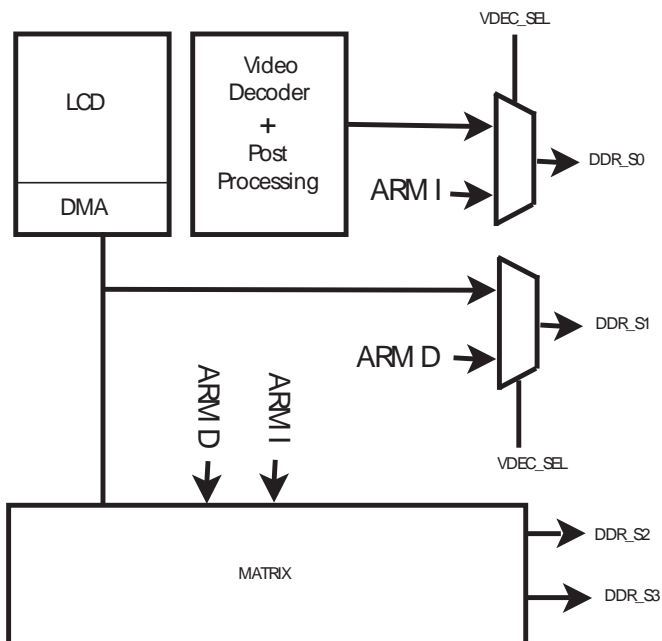 VDEC_SEL
LCD
DMA
Video
Decoder
+
Post
Processing
ARM I
DDR_S0
DDR_S1
ARM D
ARM D
ARM I
VDEC_SEL
MATRIX
DDR_S2
DDR_S3